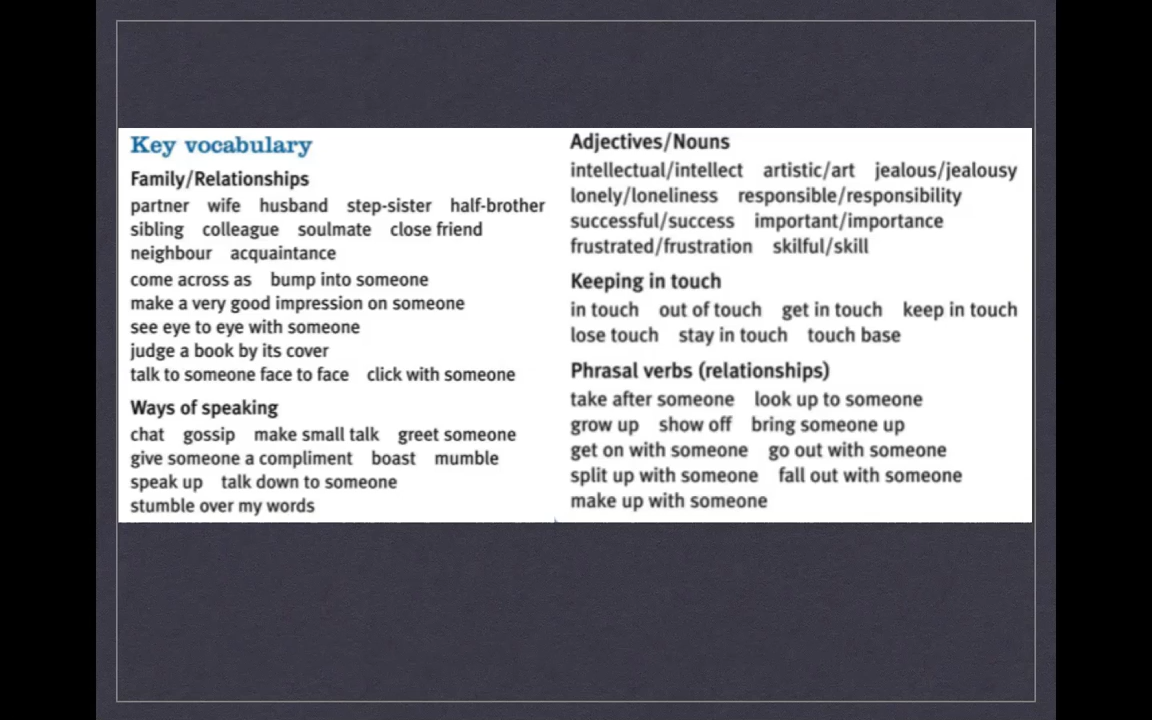 Key vocabulary
Family/Relationships
partner wife husband step-sister half-brother
sibling colleague soulmate close friend
neighbour acquaintance
come across as bump into someone
make a very good impression on someone
see eye to eye with someone
judge a book by its cover
talk to someone face to face click with someone
Ways of speaking
chat gossip make small talk greet someone
give someone a compliment boast mumble
speak up talk down to someone
stumble over my words
Adjectives/Nouns
intellectual/intellect artistic/art jealous/jealousy
lonely/loneliness responsible/responsibility
successful/success important/importance
frustrated/frustration skilful/skill
Keeping in touch
in touch out of touch get in touch keep in touch
lose touch stay in touch touch base
Phrasal verbs (relationships)
take after someone look up to someone
grow up show off bring someone up
get on with someone go out with someone
split up with someone fall out with someone
make up with someone